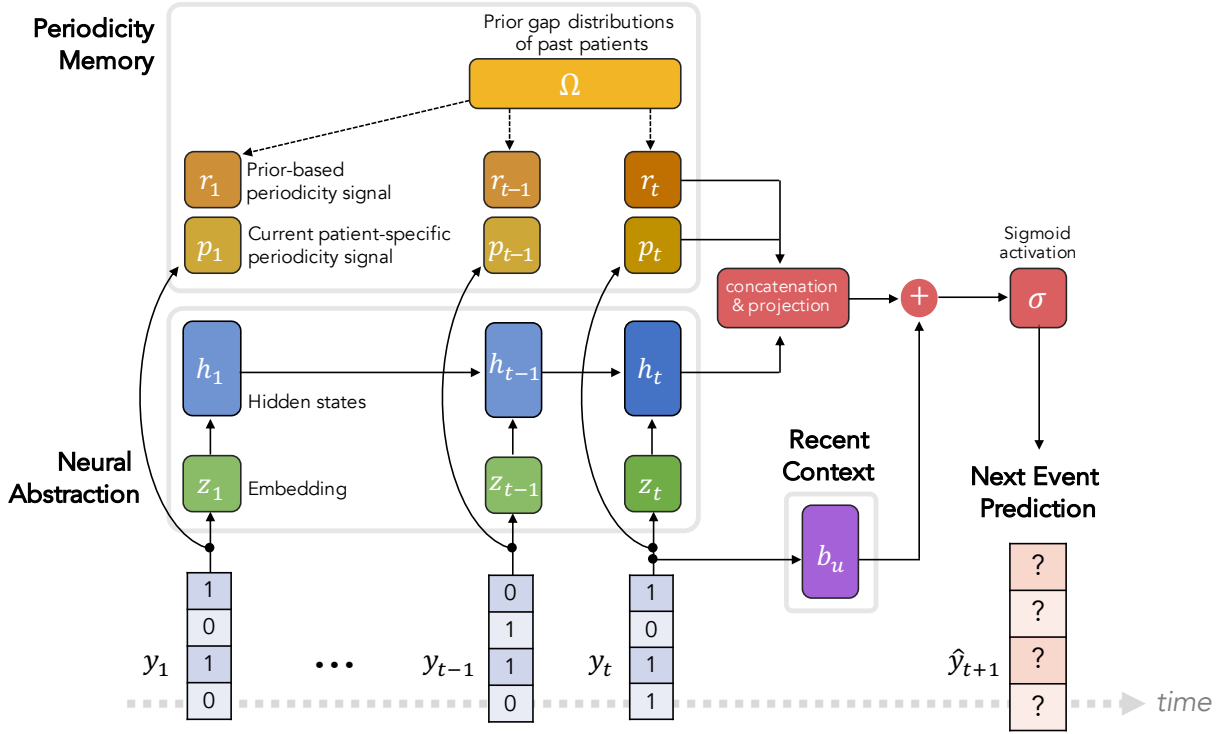 Periodicity
Memory
Prior gap distributions
of past patients
Ω
r₁
Prior-based
periodicity signal
rₜ₋₁
rₜ
p₁
Current patient-specific
periodicity signal
pₜ₋₁
pₜ
concatenation
& projection
+
Sigmoid
activation
σ
h₁
hₜ₋₁
hₜ
Hidden states
Neural
Abstraction
z₁
Embedding
zₜ₋₁
zₜ
Recent
Context
bᵤ
Next Event
Prediction
y₁
1
0
1
0
...
yₜ₋₁
0
1
1
0
yₜ
1
0
1
1
ŷₜ₊₁
?
?
?
?
time